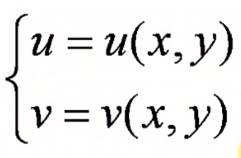 u = u(x, y)
v = v(x, y)